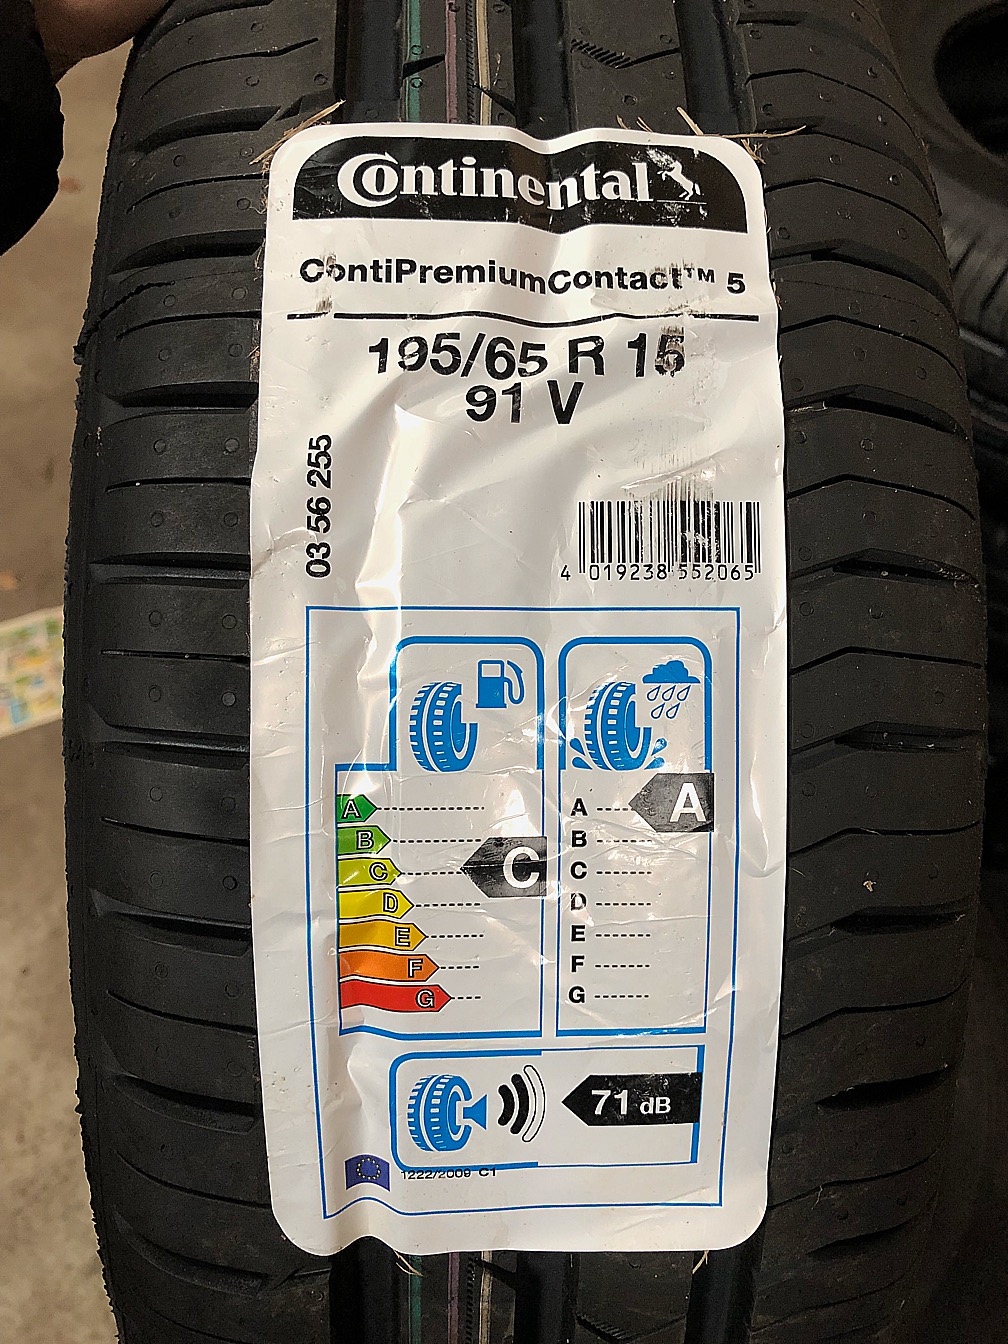 Continental
ContiPremiumContact™ 5
195/65 R 15
91 V
03 56 255
4 019238 552065
A
B
C
D
E
F
G
C
A
B
C
D
E
F
G
A
71 dB
1222/2009 C1